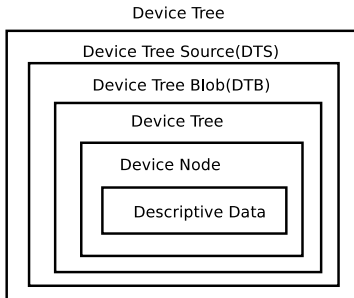 Device Tree
Device Tree Source(DTS)
Device Tree Blob(DTB)
Device Tree
Device Node
Descriptive Data